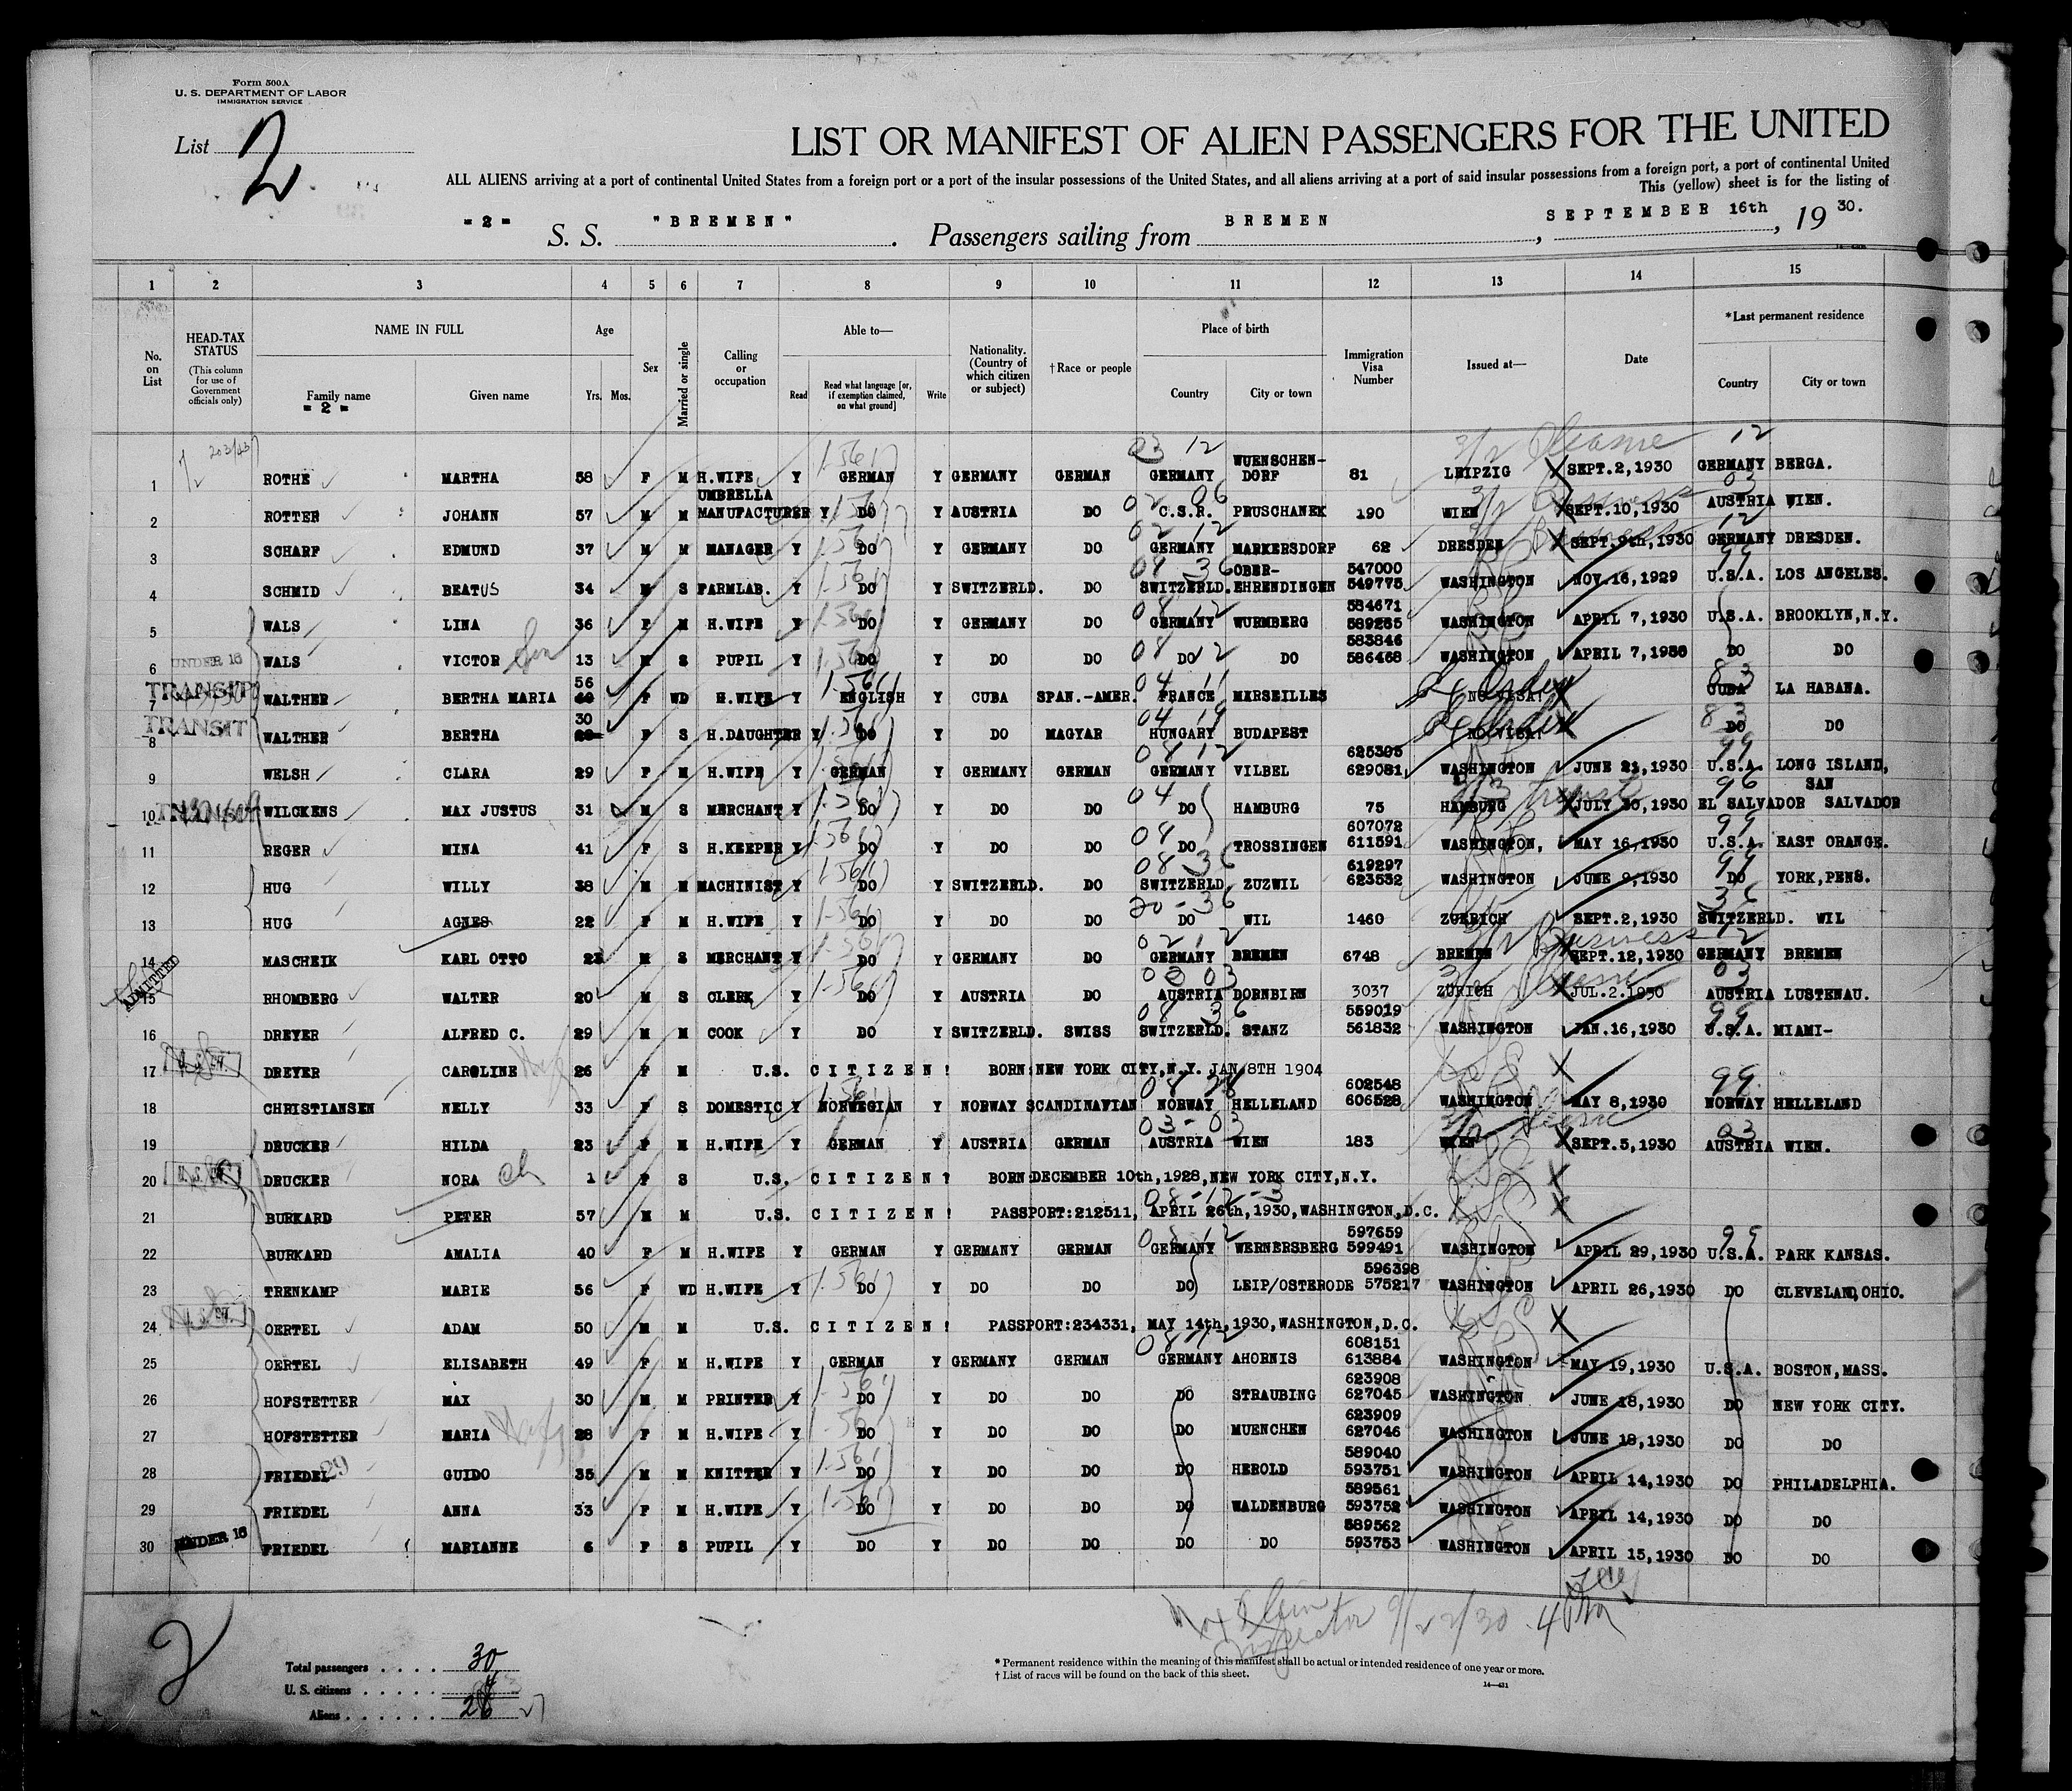 Form 500A
U. S. DEPARTMENT OF LABOR
IMMIGRATION SERVICE
List 2
LIST OR MANIFEST OF ALIEN PASSENGERS FOR THE UNITED
ALL ALIENS arriving at a port of continental United States from a foreign port or a port of the insular possessions of the United States, and all aliens arriving at a port of said insular possessions from a foreign port, a port of continental United
This (yellow) sheet is for the listing of
- 2 - S. S. "BREMEN". Passengers sailing from BREMEN, SEPTEMBER 16th, 19 30.
1 2 3 4 5 6 7 8 9 10 11 12 13 14 15
No. on List
HEAD-TAX STATUS (This column for use of Government officials only)
NAME IN FULL Family name Given name
- 2 -
Age Yrs. Mos.
Sex
Married or single
Calling or occupation
Able to— Read Read what language [or, if exemption claimed, on what ground] Write
Nationality. (Country of which citizen or subject)
† Race or people
Place of birth Country City or town
Immigration Visa Number
Issued at—
Date
*Last permanent residence Country City or town
1 ROTHE MARTHA 58 F M H.WIFE Y GERMAN Y GERMANY GERMAN GERMANY WUENSCHEN-DORF 81 LEIPZIG SEPT.2,1930 GERMANY BERGA.
2 ROTTER JOHANN 57 M M UMBRELLA MANUFACTURER Y DO Y AUSTRIA DO C.S.R. PRUSCHANEK 190 WIEN SEPT.10,1930 AUSTRIA WIEN.
3 SCHARF EDMUND 37 M M MANAGER Y DO Y GERMANY DO GERMANY MARKERSDORF 62 DRESDEN SEPT.9th,1930 GERMANY DRESDEN.
4 SCHMID BEATUS 34 M S FARMLAB. Y DO Y SWITZERLD. DO SWITZERLD. OBER-EHRENDINGEN 547000 549775 WASHINGTON NOV.16,1929 U.S.A. LOS ANGELES.
5 WALS LINA 36 F M H.WIFE Y DO Y GERMANY DO GERMANY WURMBERG 584671 589265 WASHINGTON APRIL 7,1930 U.S.A. BROOKLYN,N.Y.
6 UNDER 16 WALS VICTOR Son 13 M S PUPIL Y DO Y DO DO DO DO 583846 586468 WASHINGTON APRIL 7,1930 DO DO
7 TRANSIT WALTHER BERTHA MARIA 56 F WD H.WIFE Y ENGLISH Y CUBA SPAN.-AMER. FRANCE MERSEILLES CUBA LA HABANA.
8 TRANSIT WALTHER BERTHA 30 F S H.DAUGHTER Y DO Y DO MAGYAR HUNGARY BUDAPEST DO DO
9 WELSH CLARA 29 F M H.WIFE Y GERMAN Y GERMANY GERMAN GERMANY VILBEL 625305 629081 WASHINGTON JUNE 21,1930 U.S.A. LONG ISLAND,
10 TRANSIT WILCKENS MAX JUSTUS 31 M S MERCHANT Y DO Y DO DO DO HAMBURG 75 HAMBURG JULY 30,1930 EL SALVADOR SAN SALVADOR
11 REGER MINA 41 F S H.KEEPER Y DO Y DO DO DO TROSSINGEN 607072 611591 WASHINGTON, MAY 16,1930 U.S.A. EAST ORANGE.
12 HUG WILLY 38 M M MACHINIST Y DO Y SWITZERLD. DO SWITZERLD ZUZWIL 619297 623532 WASHINGTON JUNE 9,1930 DO YORK,PENS.
13 HUG AGNES 22 F M H.WIFE Y DO Y DO DO DO WIL 1460 ZUERICH SEPT.2,1930 SWITZERLD. WIL
14 MASCHEIK KARL OTTO 23 M S MERCHANT Y DO Y GERMANY DO GERMANY BREMEN 6748 BREMEN SEPT.12,1930 GERMANY BREMEN
15 ADMITTED RHOMBERG WALTER 20 M S CLERK Y DO Y AUSTRIA DO AUSTRIA DORNBIRN 3037 ZÜRICH JUL.2.1930 AUSTRIA LUSTENAU.
16 DREYER ALFRED C. 29 M M COOK Y DO Y SWITZERLD. SWISS SWITZERLD. STANZ 559019 561832 WASHINGTON JAN.16,1930 U.S.A. MIAMI-
17 DREYER CAROLINE 26 F M U.S. CITIZEN! BORN:NEW YORK CITY,N.Y. JAN 8TH 1904
18 CHRISTIANSEN NELLY 33 F S DOMESTIC Y NORWEGIAN Y NORWAY SCANDINAVIAN NORWAY HELLELAND 602548 606528 WASHINGTON MAY 8,1930 NORWAY HELLELAND
19 DRUCKER HILDA 23 F M H.WIFE Y GERMAN Y AUSTRIA GERMAN AUSTRIA WIEN 183 WIEN SEPT.5,1930 AUSTRIA WIEN.
20 DRUCKER NORA ch 1 F S U.S. CITIZEN! BORN:DECEMBER 10th,1928,NEW YORK CITY,N.Y.
21 BURKARD PETER 57 M M U.S. CITIZEN! PASSPORT:212511, APRIL 26th,1930,WASHINGTON,D.C.
22 BURKARD AMALIA 40 F M H.WIFE Y GERMAN Y GERMANY GERMAN GERMANY WERNERSBERG 597659 599491 WASHINGTON APRIL 29,1930 U.S.A. PARK KANSAS.
23 TRENKAMP MARIE 56 F WD H.WIFE Y DO Y DO DO DO LEIP/OSTERODE 596398 575217 WASHINGTON APRIL 26,1930 DO CLEVELAND,OHIO.
24 OERTEL ADAM 50 M M U.S. CITIZEN! PASSPORT:234331, MAY 14th,1930,WASHINGTON,D.C.
25 OERTEL ELISABETH 49 F M H.WIFE Y GERMAN Y GERMANY GERMAN GERMANY AHORNIS 608151 613884 WASHINGTON MAY 19,1930 U.S.A. BOSTON,MASS.
26 HOFSTETTER MAX 30 M M PRINTER Y DO Y DO DO DO STRAUBING 623908 627045 WASHINGTON JUNE 18,1930 DO NEW YORK CITY.
27 HOFSTETTER MARIA 28 F M H.WIFE Y DO Y DO DO DO MUENCHEN 623909 627046 WASHINGTON JUNE 18,1930 DO DO
28 FRIEDEL GUIDO 35 M M KNITTER Y DO Y DO DO DO HEROLD 589040 593751 WASHINGTON APRIL 14,1930 DO PHILADELPHIA.
29 FRIEDEL ANNA 33 F M H.WIFE Y DO Y DO DO DO WALDENBURG 589561 593752 WASHINGTON APRIL 14,1930 DO DO
30 UNDER 16 FRIEDEL MARIANNE 6 F S PUPIL Y DO Y DO DO DO DO 589562 593753 WASHINGTON APRIL 15,1930 DO DO
Inspector 9/22/30
2
Total passengers . . . . 30
U. S. citizens . . . . . 4
Aliens . . . . . . 26
* Permanent residence within the meaning of this manifest shall be actual or intended residence of one year or more.
† List of races will be found on the back of this sheet.
14—431